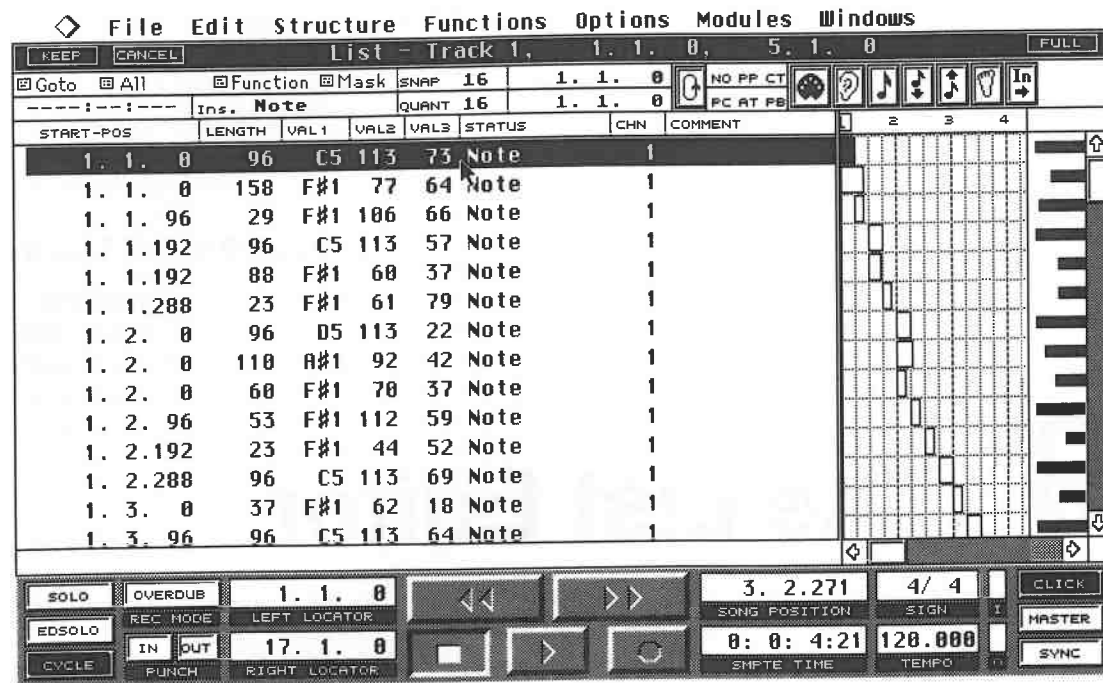 File Edit Structure Functions Options Modules Windows
KEEP CANCEL List - Track 1, 1. 1. 0, 5. 1. 0 FULL
Goto All Function Mask SNAP 16 1. 1. 0 NO PP CT
----:--:---- Ins. Note QUANT 16 1. 1. 0 PC AT PB In
START-POS LENGTH VAL1 VAL2 VAL3 STATUS CHN COMMENT 2 3 4
1. 1. 0 96 C5 113 73 Note 1
1. 1. 0 158 F#1 77 64 Note 1
1. 1. 96 29 F#1 106 66 Note 1
1. 1.192 96 C5 113 57 Note 1
1. 1.192 88 F#1 60 37 Note 1
1. 1.288 23 F#1 61 79 Note 1
1. 2. 0 96 D5 113 22 Note 1
1. 2. 0 110 A#1 92 42 Note 1
1. 2. 0 60 F#1 70 37 Note 1
1. 2. 96 53 F#1 112 59 Note 1
1. 2.192 23 F#1 44 52 Note 1
1. 2.288 96 C5 113 69 Note 1
1. 3. 0 37 F#1 62 18 Note 1
1. 3. 96 96 C5 113 64 Note 1
SOLO OVERDUB 1. 1. 0 3. 2.271 4/ 4 CLICK
REC MODE LEFT LOCATOR SONG POSITION SIGN I
EDSOLO MASTER
IN OUT 17. 1. 0 0: 0: 4:21 120.000
CYCLE PUNCH RIGHT LOCATOR SMPTE TIME TEMPO SYNC